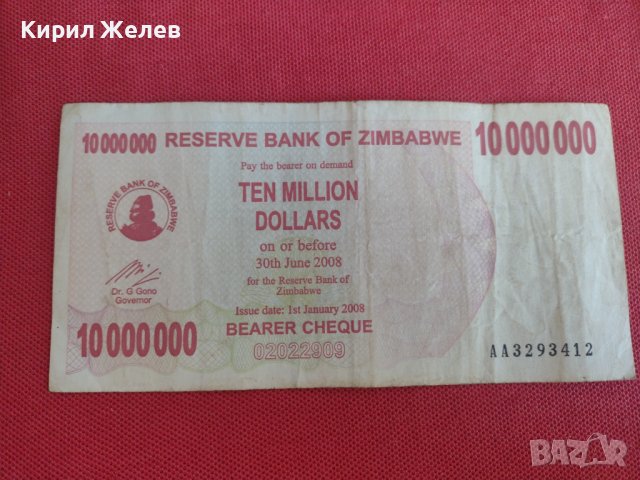 Кирил Желев
10 000 000 RESERVE BANK OF ZIMBABWE 10 000 000
Pay the bearer on demand
TEN MILLION
DOLLARS
on or before
30th June 2008
for the Reserve Bank of
Zimbabwe
Issue date: 1st January 2008
BEARER CHEQUE
02022909
RESERVE BANK OF ZIMBABWE
Dr. G Gono
Governor
10 000 000
AA3293412
BAZAR